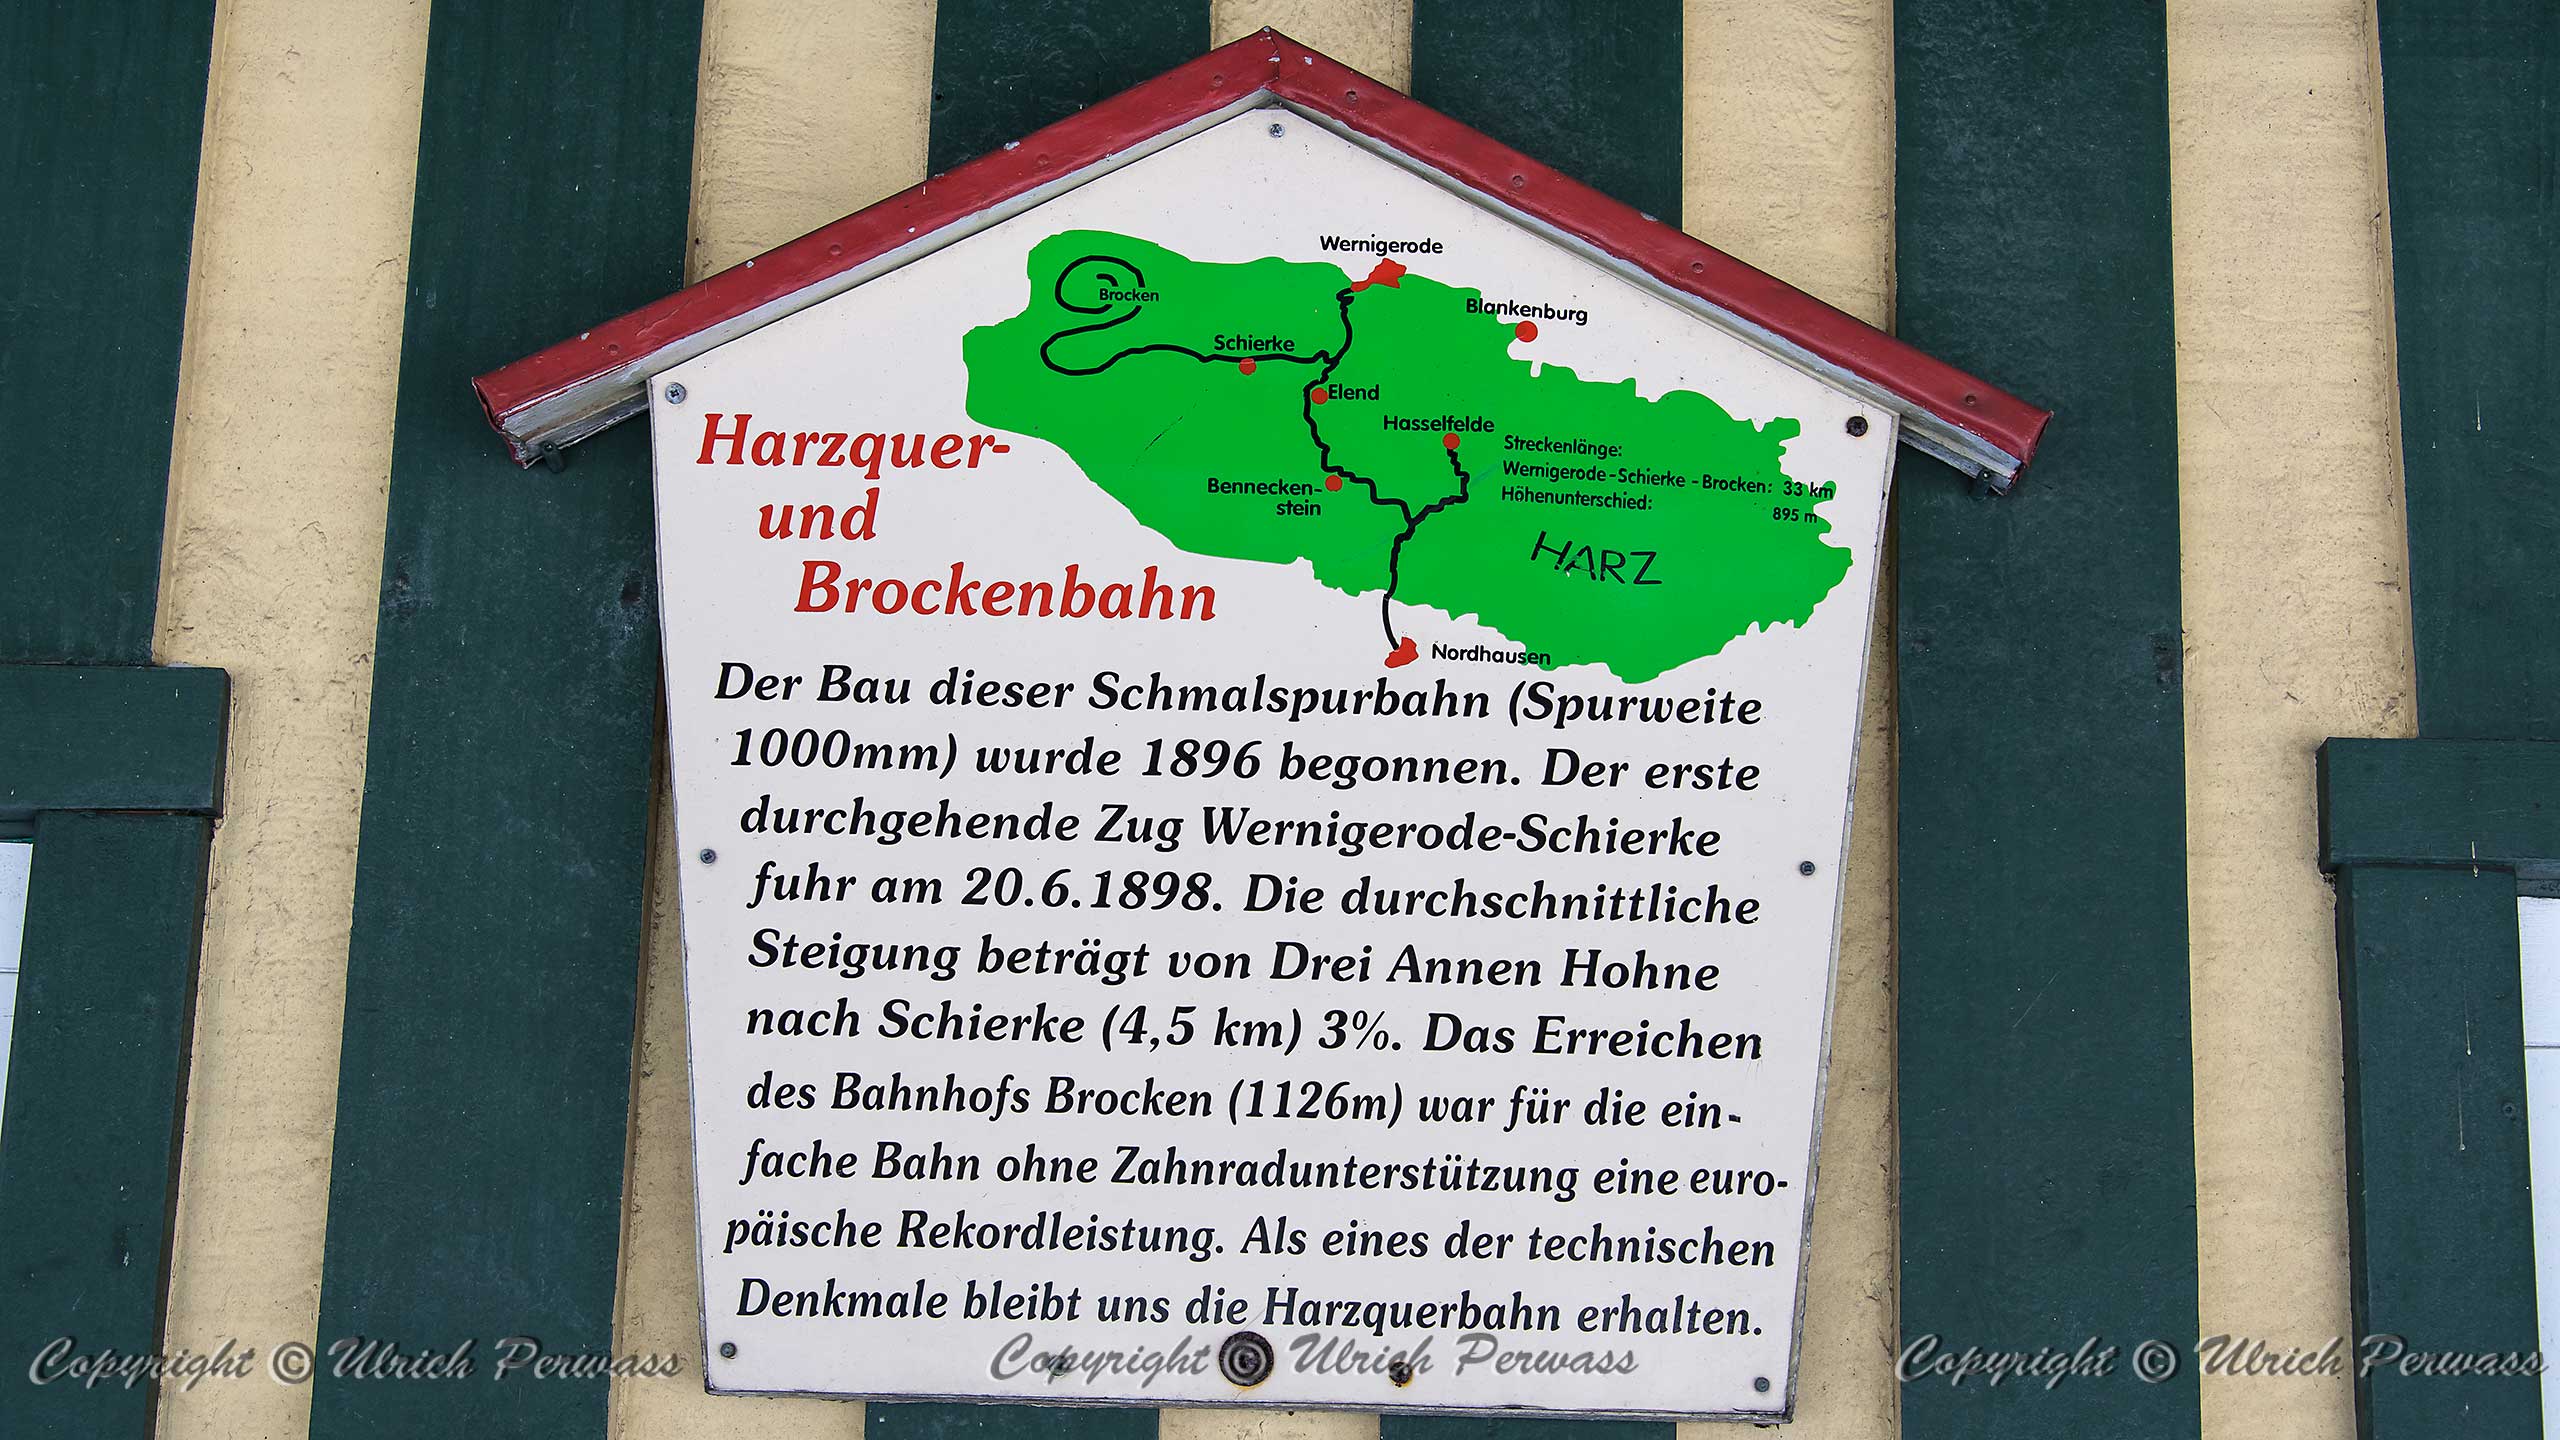 Wernigerode
Brocken
Blankenburg
Schierke
Elend
Hasselfelde
Streckenlänge:
Wernigerode - Schierke - Brocken: 33 km
Höhenunterschied: 895 m
Bennecken-
stein
HARZ
Nordhausen
Harzquer-
und
Brockenbahn
Der Bau dieser Schmalspurbahn (Spurweite
1000mm) wurde 1896 begonnen. Der erste
durchgehende Zug Wernigerode-Schierke
fuhr am 20.6.1898. Die durchschnittliche
Steigung beträgt von Drei Annen Hohne
nach Schierke (4,5 km) 3%. Das Erreichen
des Bahnhofs Brocken (1126m) war für die ein-
fache Bahn ohne Zahnradunterstützung eine euro-
päische Rekordleistung. Als eines der technischen
Denkmale bleibt uns die Harzquerbahn erhalten.
Copyright © Ulrich Perwass Copyright © Ulrich Perwass Copyright © Ulrich Perwass